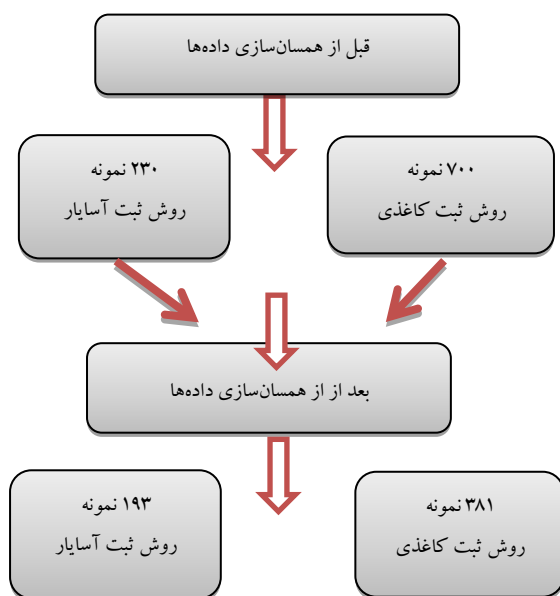 قبل از همسان‌سازی داده‌ها
۷۰۰ نمونه
روش ثبت کاغذی
۲۳۰ نمونه
روش ثبت آسایار
بعد از از همسان‌سازی داده‌ها
۳۸۱ نمونه
روش ثبت کاغذی
۱۹۳ نمونه
روش ثبت آسایار